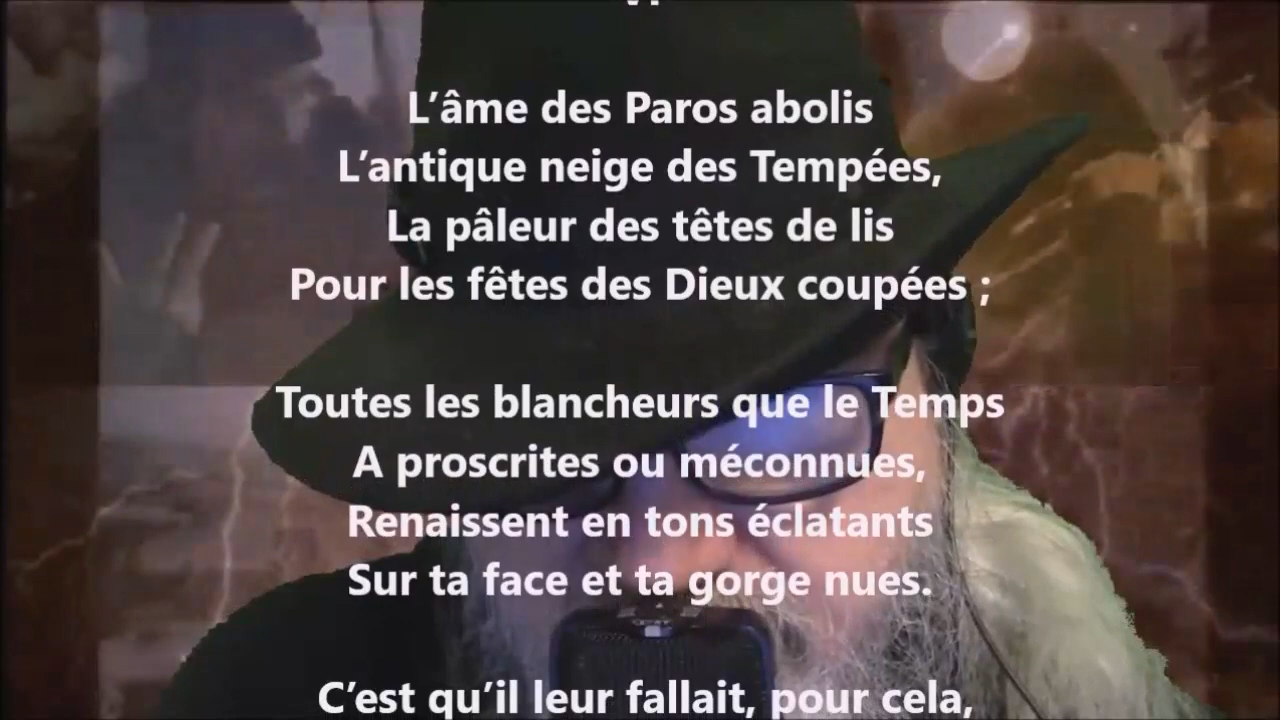 L’âme des Paros abolis
L’antique neige des Tempées,
La pâleur des têtes de lis
Pour les fêtes des Dieux coupées ;
Toutes les blancheurs que le Temps
A proscrites ou méconnues,
Renaissent en tons éclatants
Sur ta face et ta gorge nues.
C’est qu’il leur fallait, pour cela,